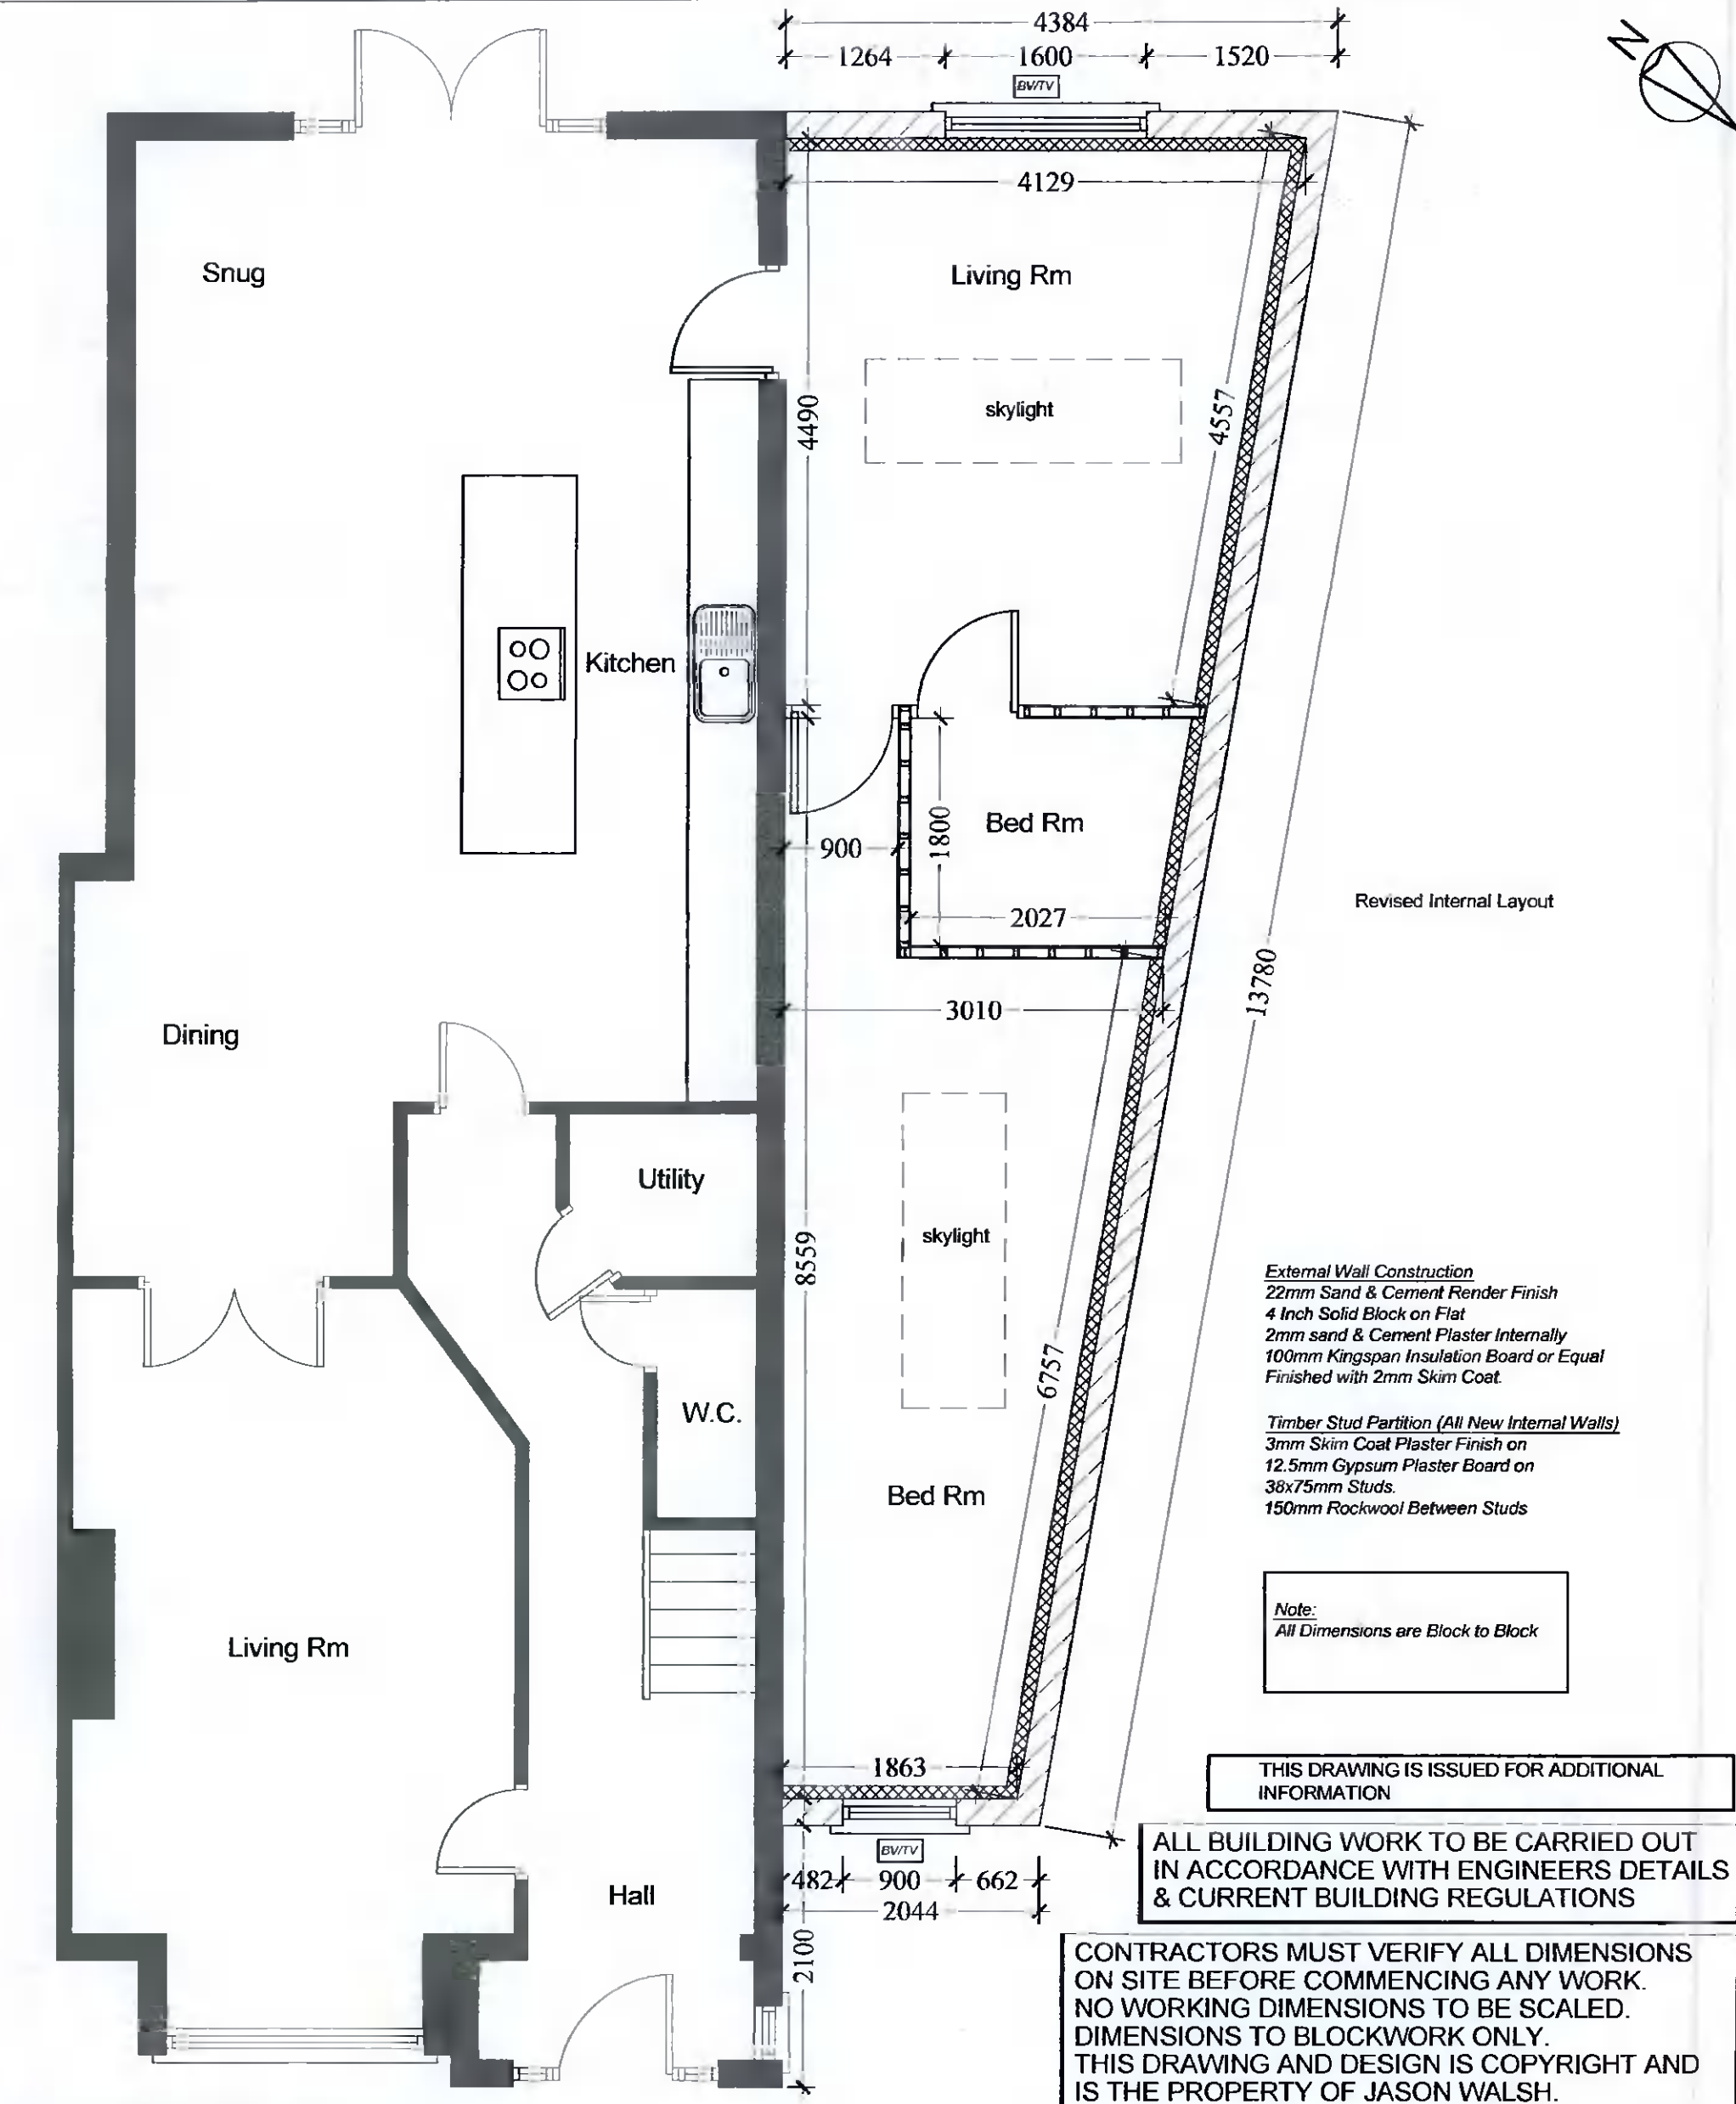 4384
1264 1600 1520
BV/TV
N
4129
Snug
Living Rm
skylight
4490
4557
Kitchen
Bed Rm
900
1800
2027
Revised Internal Layout
13780
3010
Dining
Utility
skylight
8559
6757
External Wall Construction
22mm Sand & Cement Render Finish
4 Inch Solid Block on Flat
2mm sand & Cement Plaster Internally
100mm Kingspan Insulation Board or Equal
Finished with 2mm Skim Coat.
W.C.
Timber Stud Partition (All New Internal Walls)
3mm Skim Coat Plaster Finish on
12.5mm Gypsum Plaster Board on
38x75mm Studs.
150mm Rockwool Between Studs
Bed Rm
Note:
All Dimensions are Block to Block
Living Rm
1863
THIS DRAWING IS ISSUED FOR ADDITIONAL
INFORMATION
BV/TV
ALL BUILDING WORK TO BE CARRIED OUT
IN ACCORDANCE WITH ENGINEERS DETAILS
& CURRENT BUILDING REGULATIONS
482 900 662
Hall
2044
2100
CONTRACTORS MUST VERIFY ALL DIMENSIONS
ON SITE BEFORE COMMENCING ANY WORK.
NO WORKING DIMENSIONS TO BE SCALED.
DIMENSIONS TO BLOCKWORK ONLY.
THIS DRAWING AND DESIGN IS COPYRIGHT AND
IS THE PROPERTY OF JASON WALSH.